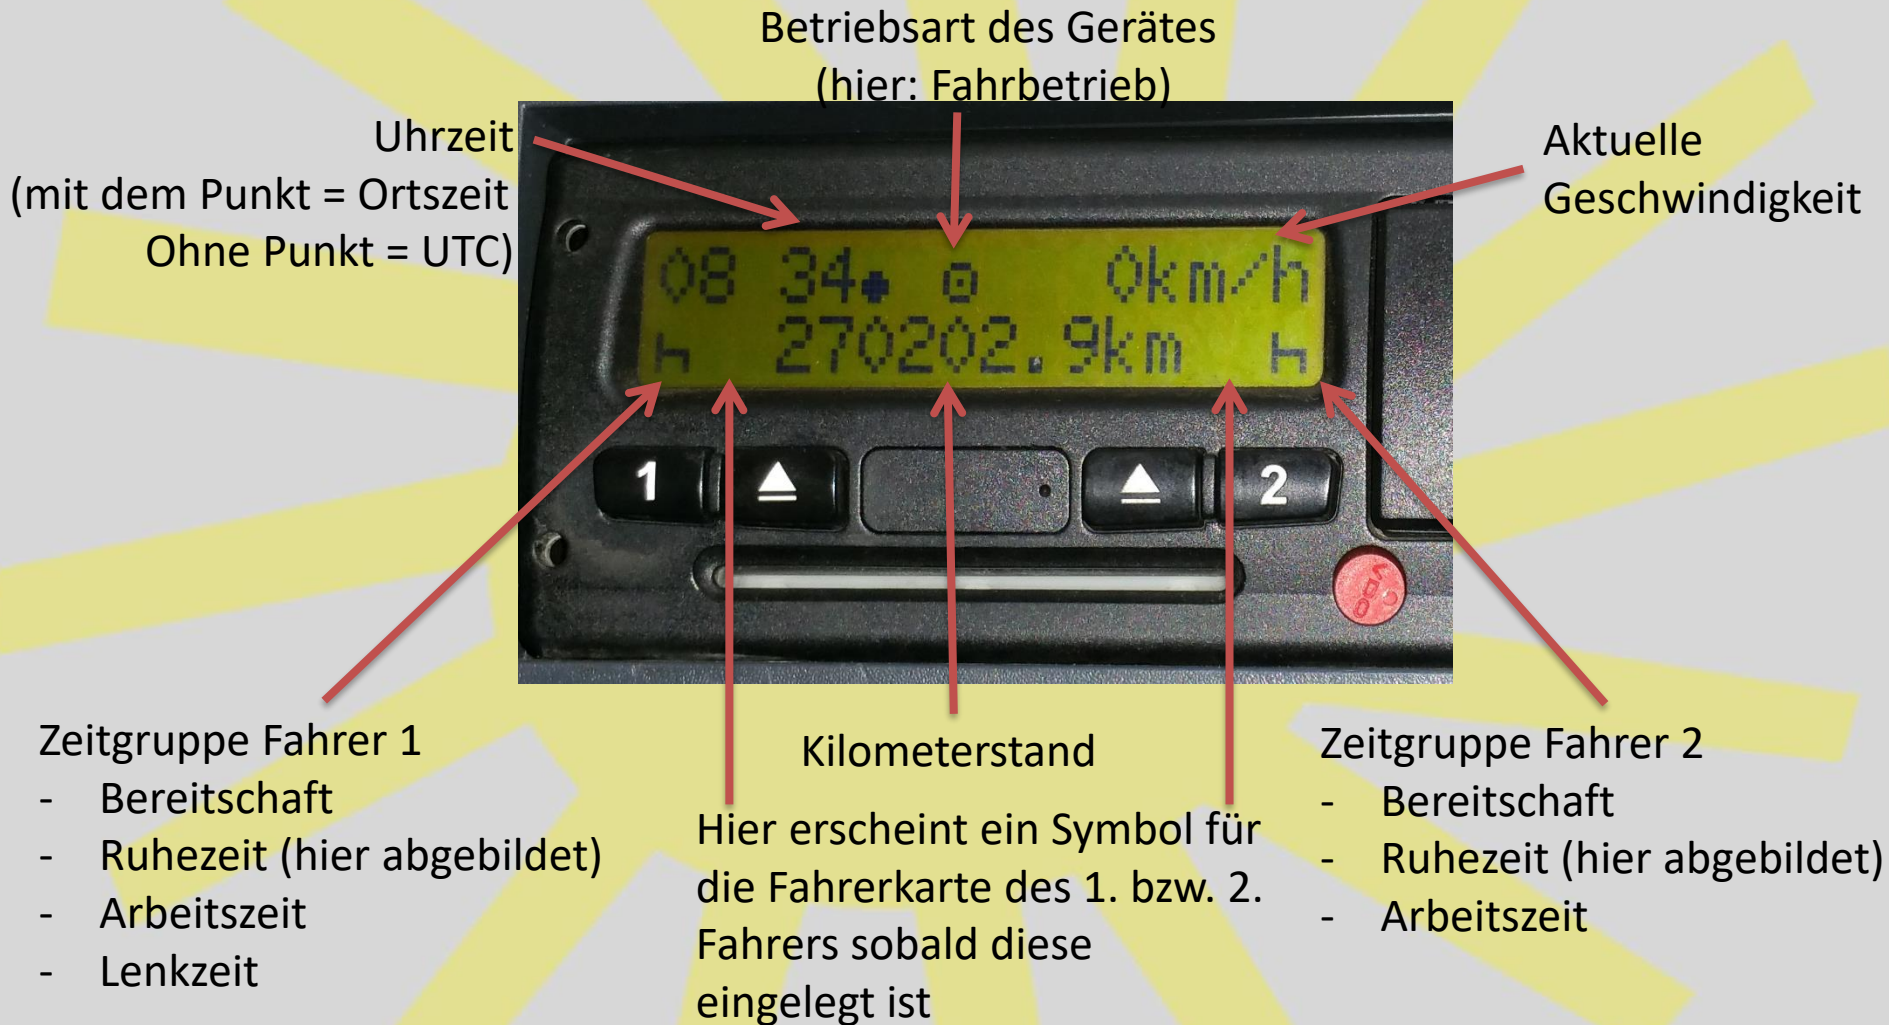 Betriebsart des Gerätes
(hier: Fahrbetrieb)
Uhrzeit
(mit dem Punkt = Ortszeit
Ohne Punkt = UTC)
Aktuelle
Geschwindigkeit
08 34• ⊡ 0km/h
h 270202.9km h
1 2
VDO
Zeitgruppe Fahrer 1
- Bereitschaft
- Ruhezeit (hier abgebildet)
- Arbeitszeit
- Lenkzeit
Kilometerstand
Hier erscheint ein Symbol für
die Fahrerkarte des 1. bzw. 2.
Fahrers sobald diese
eingelegt ist
Zeitgruppe Fahrer 2
- Bereitschaft
- Ruhezeit (hier abgebildet)
- Arbeitszeit